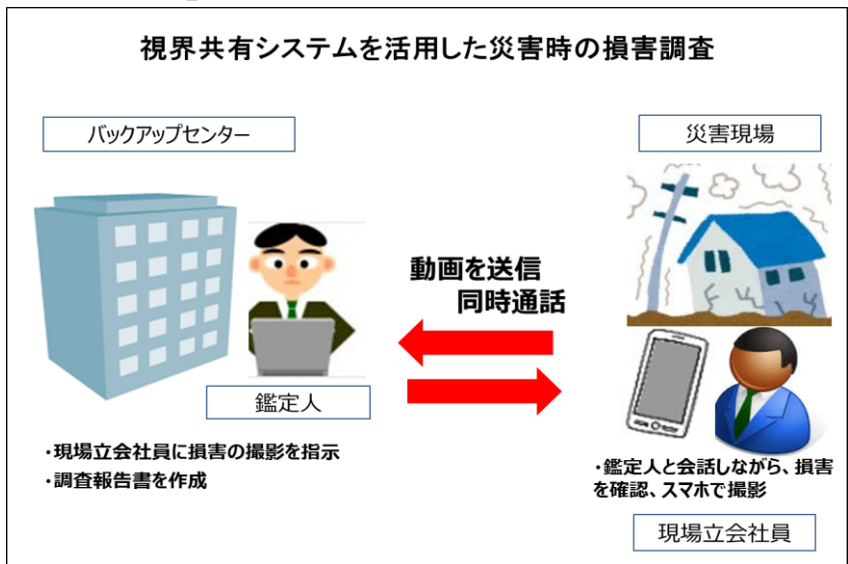 視界共有システムを活用した災害時の損害調査
バックアップセンター
災害現場
動画を送信
同時通話
鑑定人
・現場立会社員に損害の撮影を指示
・調査報告書を作成
・鑑定人と会話しながら、損害
を確認、スマホで撮影
現場立会社員